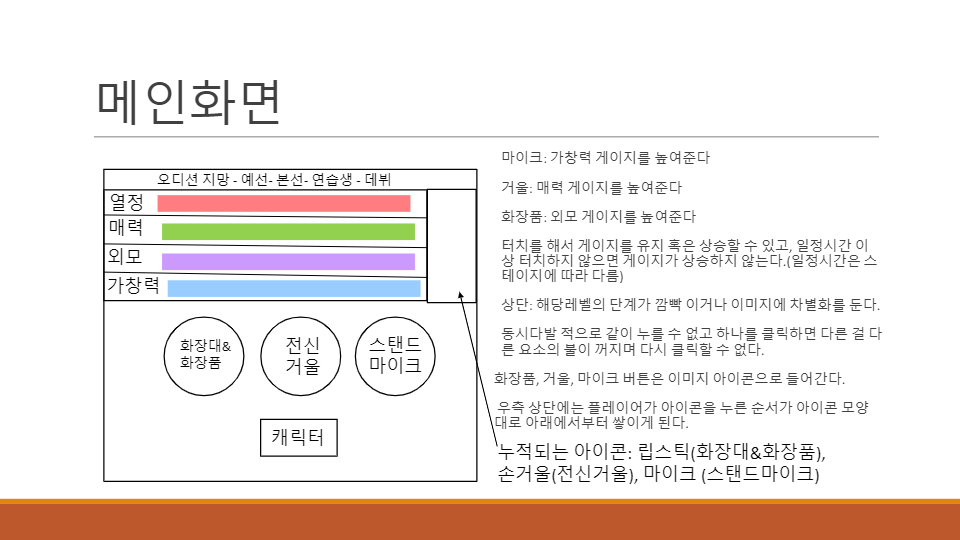 메인화면
오디션 지망 - 예선- 본선- 연습생 - 데뷔
열정
매력
외모
가창력
화장대&
화장품
전신
거울
스탠드
마이크
캐릭터
마이크: 가창력 게이지를 높여준다
거울: 매력 게이지를 높여준다
화장품: 외모 게이지를 높여준다
터치를 해서 게이지를 유지 혹은 상승할 수 있고, 일정시간 이
상 터치하지 않으면 게이지가 상승하지 않는다.(일정시간은 스
테이지에 따라 다름)
상단: 해당레벨의 단계가 깜빡 이거나 이미지에 차별화를 둔다.
동시다발 적으로 같이 누를 수 없고 하나를 클릭하면 다른 걸 다
른 요소의 불이 꺼지며 다시 클릭할 수 없다.
화장품, 거울, 마이크 버튼은 이미지 아이콘으로 들어간다.
우측 상단에는 플레이어가 아이콘을 누른 순서가 아이콘 모양
대로 아래에서부터 쌓이게 된다.
누적되는 아이콘: 립스틱(화장대&화장품),
손거울(전신거울), 마이크 (스탠드마이크)